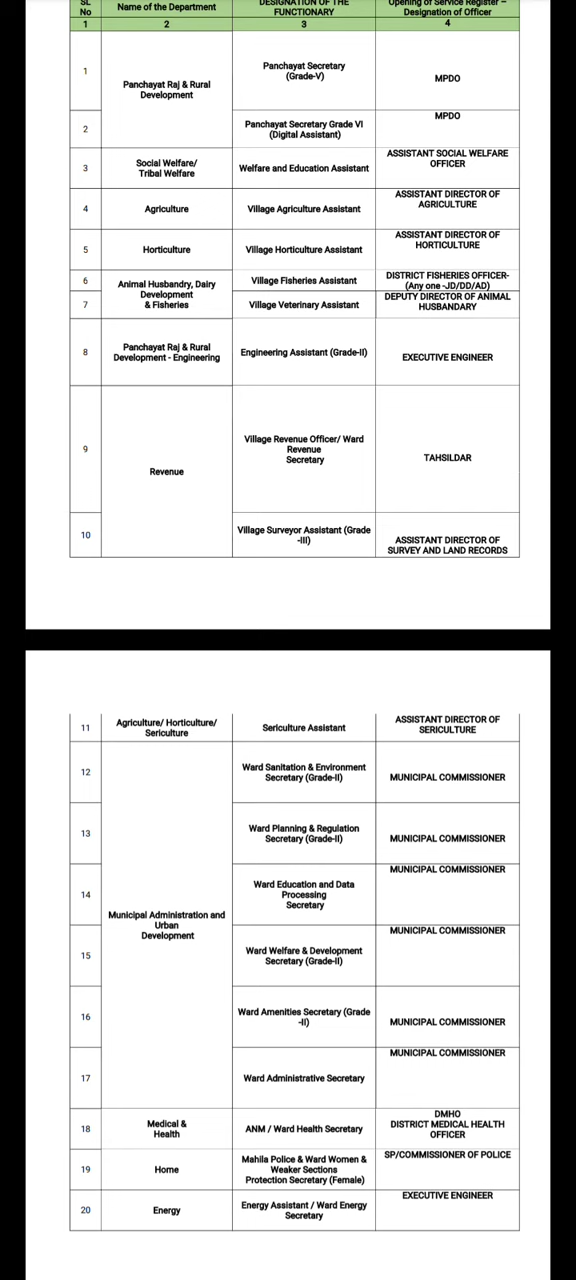 SL
No
Name of the Department
DESIGNATION OF THE
FUNCTIONARY
Opening of Service Register –
Designation of Officer
1
2
3
4
1
Panchayat Raj & Rural
Development
Panchayat Secretary
(Grade-V)
MPDO
2
Panchayat Secretary Grade VI
(Digital Assistant)
MPDO
3
Social Welfare/
Tribal Welfare
Welfare and Education Assistant
ASSISTANT SOCIAL WELFARE
OFFICER
4
Agriculture
Village Agriculture Assistant
ASSISTANT DIRECTOR OF
AGRICULTURE
5
Horticulture
Village Horticulture Assistant
ASSISTANT DIRECTOR OF
HORTICULTURE
6
Animal Husbandry, Dairy
Development
& Fisheries
Village Fisheries Assistant
DISTRICT FISHERIES OFFICER-
(Any one -JD/DD/AD)
7
Village Veterinary Assistant
DEPUTY DIRECTOR OF ANIMAL
HUSBANDARY
8
Panchayat Raj & Rural
Development - Engineering
Engineering Assistant (Grade-II)
EXECUTIVE ENGINEER
9
Revenue
Village Revenue Officer/ Ward
Revenue
Secretary
TAHSILDAR
10
Village Surveyor Assistant (Grade
-III)
ASSISTANT DIRECTOR OF
SURVEY AND LAND RECORDS
11
Agriculture/ Horticulture/
Sericulture
Sericulture Assistant
ASSISTANT DIRECTOR OF
SERICULTURE
12
Municipal Administration and
Urban
Development
Ward Sanitation & Environment
Secretary (Grade-II)
MUNICIPAL COMMISSIONER
13
Ward Planning & Regulation
Secretary (Grade-II)
MUNICIPAL COMMISSIONER
14
Ward Education and Data
Processing
Secretary
MUNICIPAL COMMISSIONER
15
Ward Welfare & Development
Secretary (Grade-II)
MUNICIPAL COMMISSIONER
16
Ward Amenities Secretary (Grade
-II)
MUNICIPAL COMMISSIONER
17
Ward Administrative Secretary
MUNICIPAL COMMISSIONER
18
Medical &
Health
ANM / Ward Health Secretary
DMHO
DISTRICT MEDICAL HEALTH
OFFICER
19
Home
Mahila Police & Ward Women &
Weaker Sections
Protection Secretary (Female)
SP/COMMISSIONER OF POLICE
20
Energy
Energy Assistant / Ward Energy
Secretary
EXECUTIVE ENGINEER